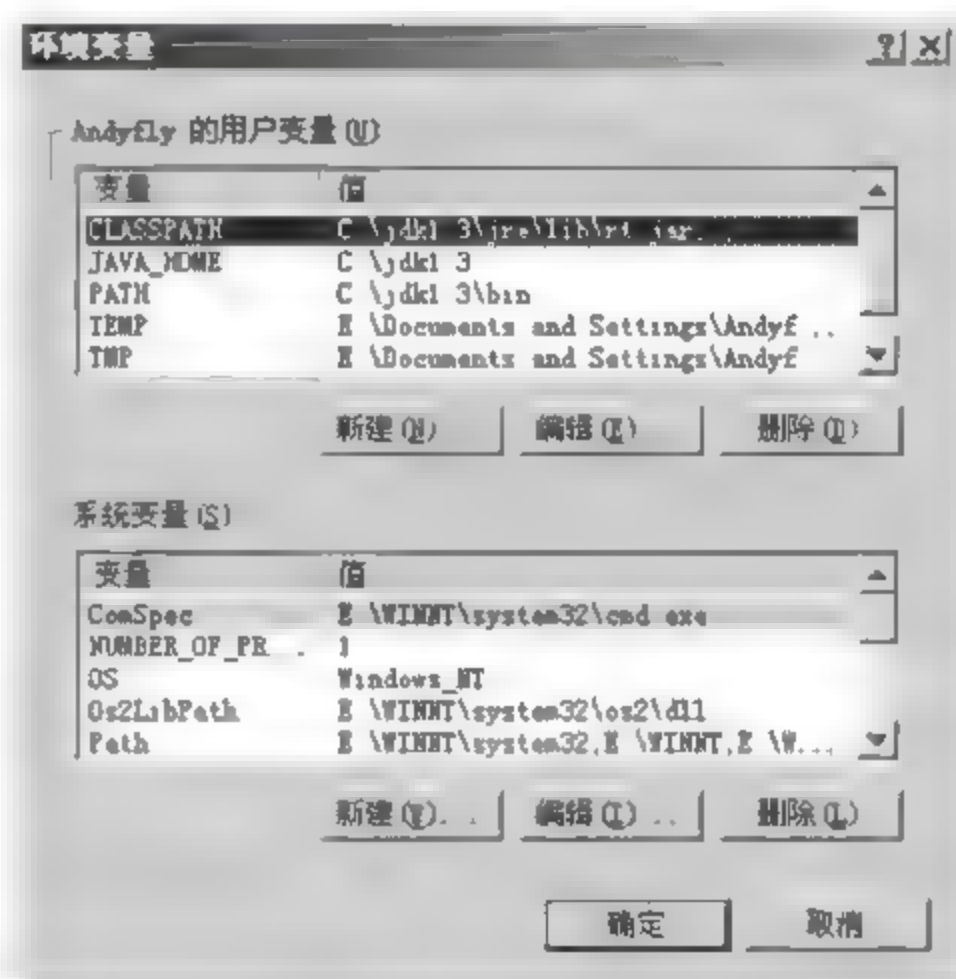 环境变量
Andyfly 的用户变量(U)
变量 值
CLASSPATH C \jdk1 3\jre\lib\rt jar. . .
JAVA_HOME C \jdk1 3
PATH C \jdk1 3\bin
TEMP E \Documents and Settings\Andyf ..
TMP E \Documents and Settings\Andyf
新建(N) 编辑(E) 删除(D)
系统变量(S)
变量 值
ComSpec E \WINNT\system32\cmd exe
NUMBER_OF_PR . 1
OS Windows_NT
Os2LibPath E \WINNT\system32\os2\dll
Path E \WINNT\system32,E \WINNT,E \W...
新建(W). . 编辑(I) .. 删除(L)
确定 取消